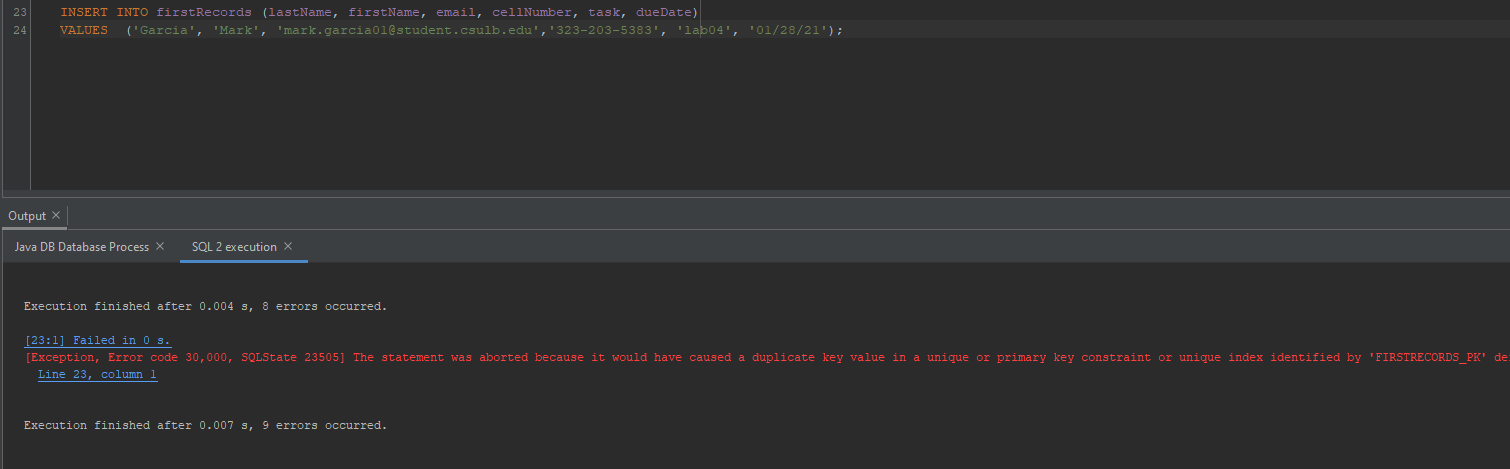 23 INSERT INTO firstRecords (lastName, firstName, email, cellNumber, task, dueDate)
24 VALUES  ('Garcia', 'Mark', 'mark.garcia01@student.csulb.edu','323-203-5383', 'lab04', '01/28/21');
Output ×
Java DB Database Process × SQL 2 execution ×
Execution finished after 0.004 s, 8 errors occurred.
[23:1] Failed in 0 s.
[Exception, Error code 30,000, SQLState 23505] The statement was aborted because it would have caused a duplicate key value in a unique or primary key constraint or unique index identified by 'FIRSTRECORDS_PK' de
Line 23, column 1
Execution finished after 0.007 s, 9 errors occurred.